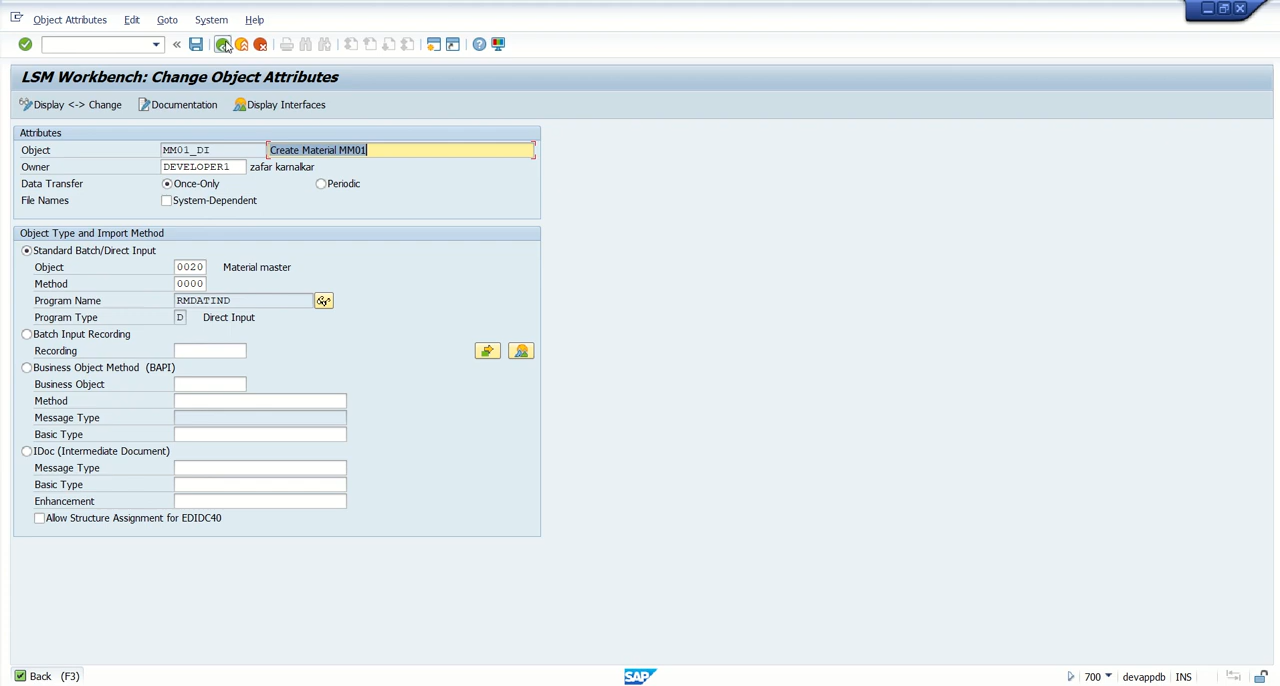 Object Attributes Edit Goto System Help
LSM Workbench: Change Object Attributes
Display <-> Change Documentation Display Interfaces
Attributes
Object MM01_DI Create Material MM01
Owner DEVELOPER1 zafar karnalkar
Data Transfer Once-Only Periodic
File Names System-Dependent
Object Type and Import Method
Standard Batch/Direct Input
Object 0020 Material master
Method 0000
Program Name RMDATIND
Program Type D Direct Input
Batch Input Recording
Recording
Business Object Method (BAPI)
Business Object
Method
Message Type
Basic Type
IDoc (Intermediate Document)
Message Type
Basic Type
Enhancement
Allow Structure Assignment for EDIDC40
Back (F3) SAP 700 devappdb INS